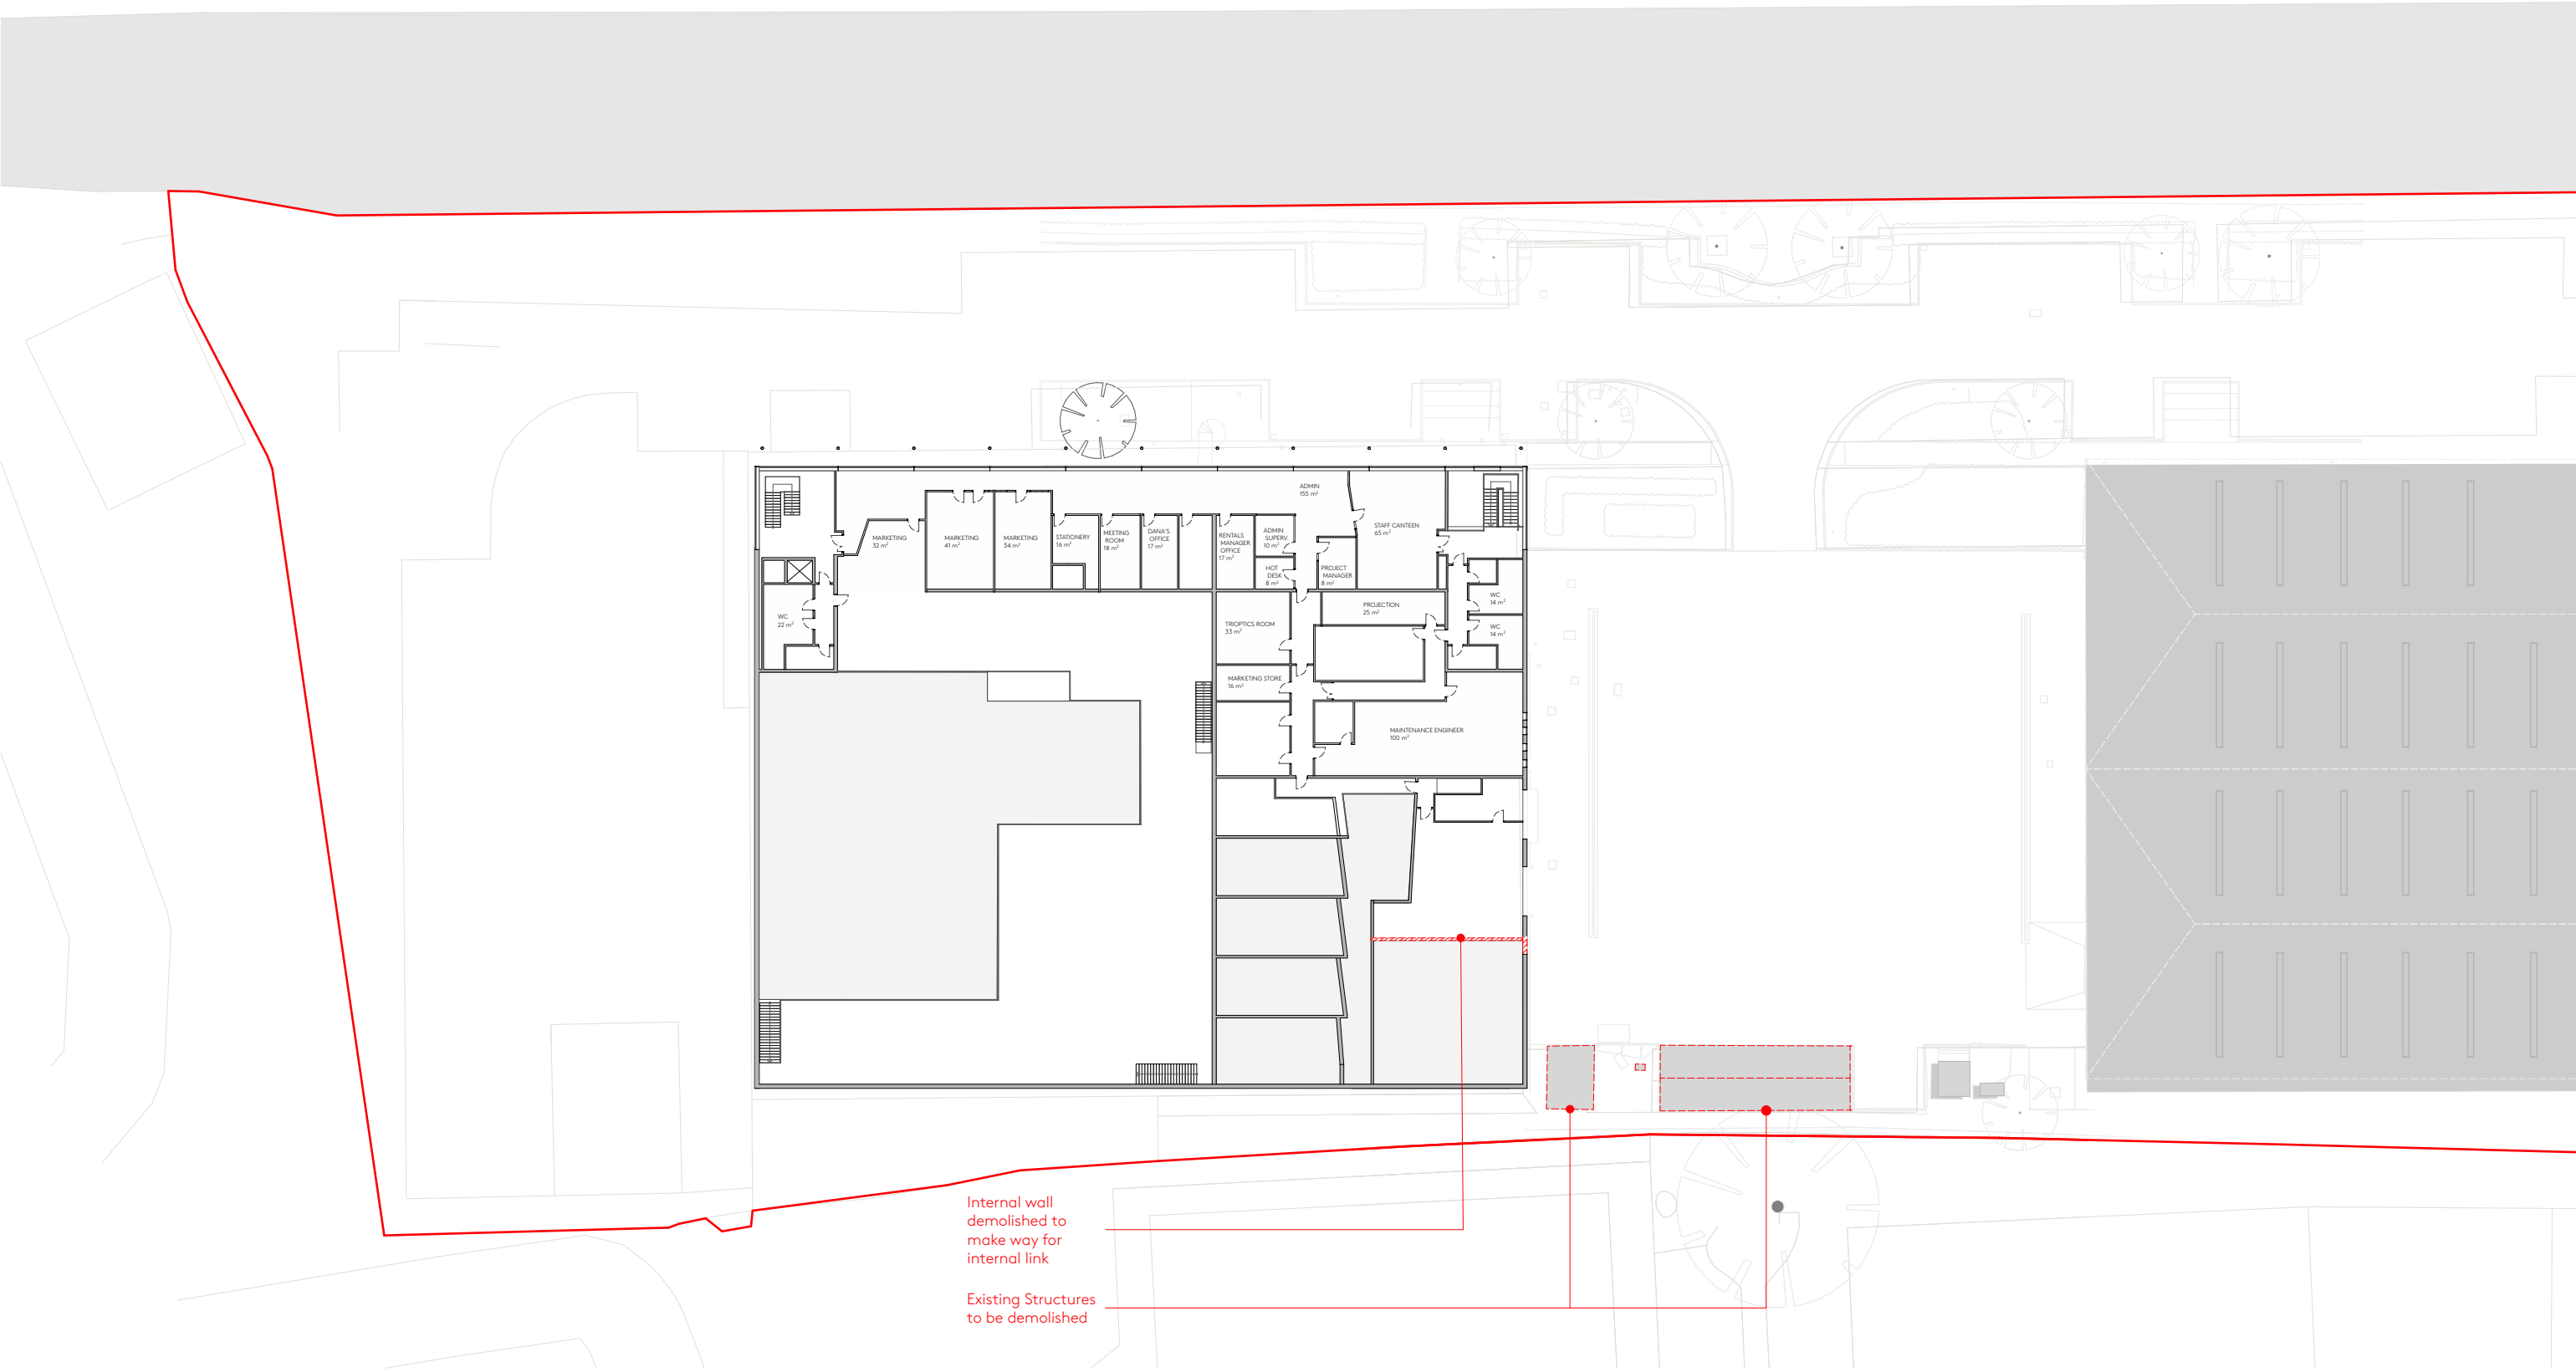 ADMIN
155 m²
STAFF CANTEEN
65 m²
MARKETING
32 m²
MARKETING
41 m²
MARKETING
34 m²
STATIONERY
16 m²
MEETING
ROOM
18 m²
DANA'S
OFFICE
17 m²
RENTALS
MANAGER
OFFICE
17 m²
ADMIN
SUPERV.
10 m²
HOT
DESK
8 m²
PROJECT
MANAGER
8 m²
PROJECTION
25 m²
WC
14 m²
WC
14 m²
WC
22 m²
TRIOPTICS ROOM
33 m²
MARKETING STORE
16 m²
MAINTENANCE ENGINEER
100 m²
Internal wall
demolished to
make way for
internal link
Existing Structures
to be demolished